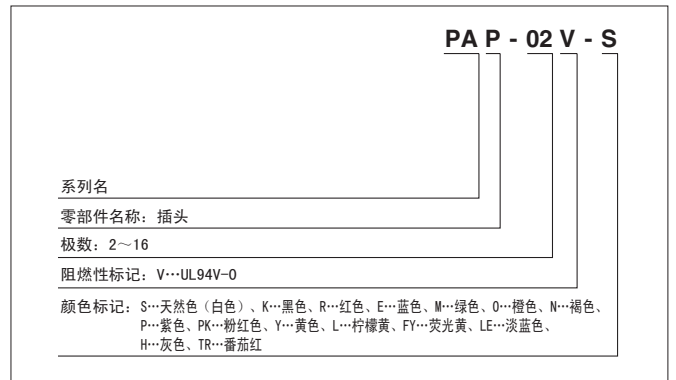 PA P - 02 V - S
系列名
零部件名称：插头
极数：2～16
阻燃性标记：V…UL94V-0
颜色标记：S…天然色（白色）、K…黑色、R…红色、E…蓝色、M…绿色、O…橙色、N…褐色、
P…紫色、PK…粉红色、Y…黄色、L…柠檬黄、FY…荧光黄、LE…淡蓝色、
H…灰色、TR…番茄红